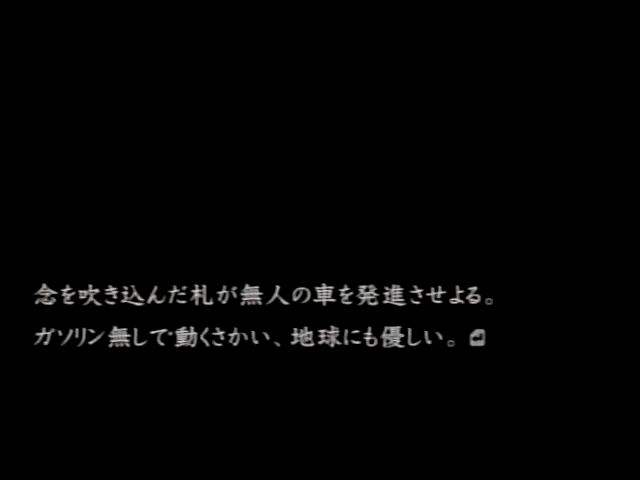 念を吹き込んだ札が無人の車を発進させよる。
ガソリン無しで動くさかい、地球にも優しい。